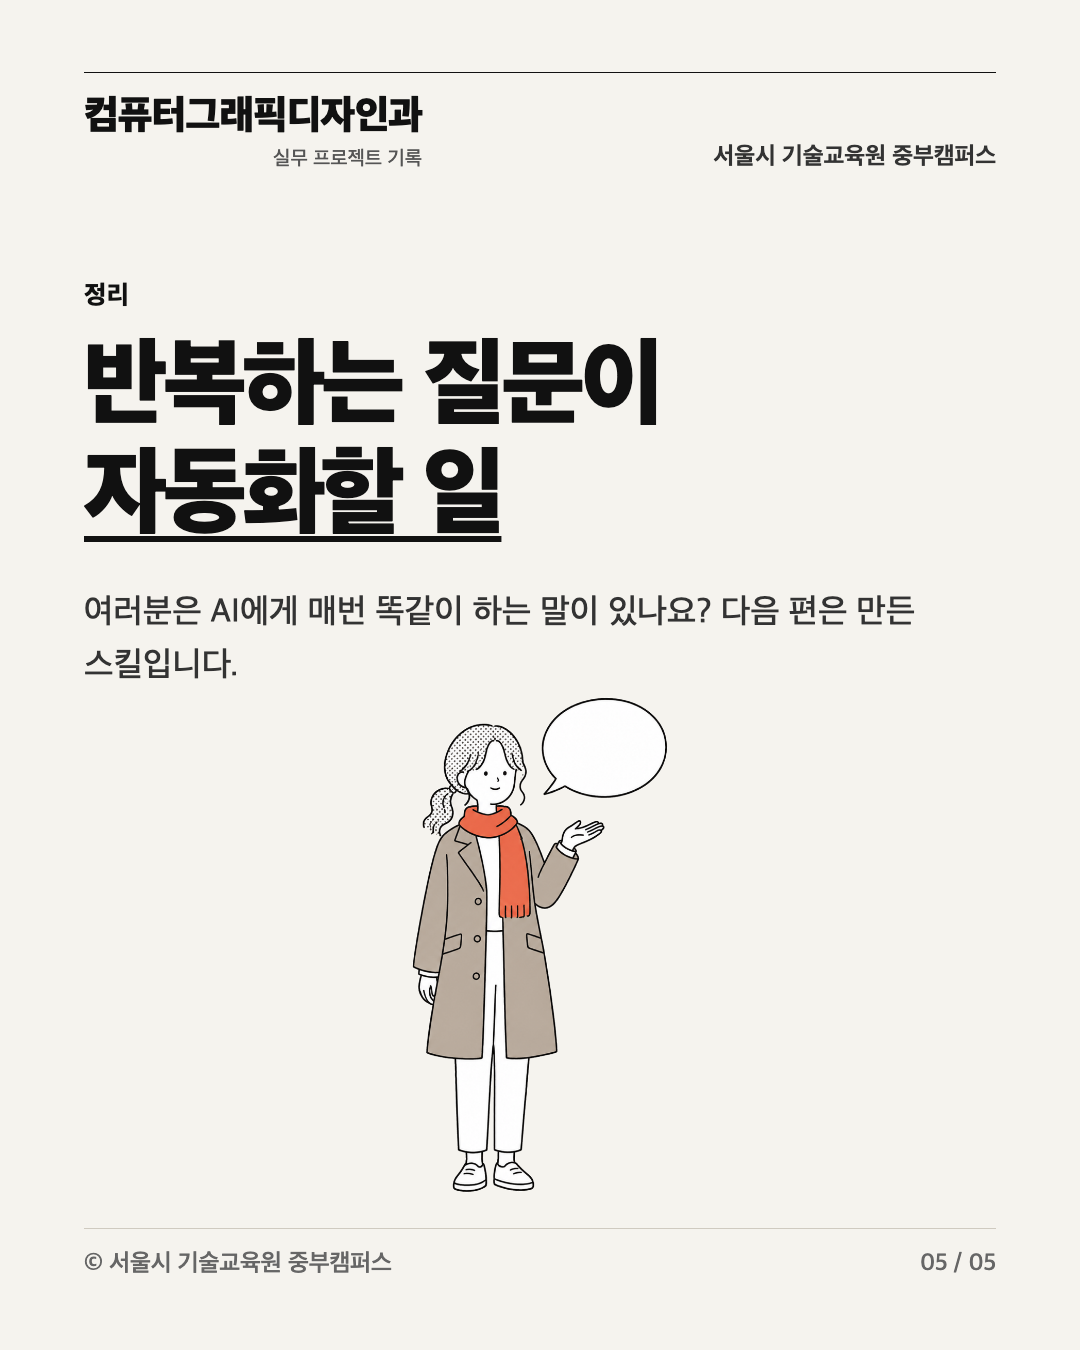 컴퓨터그래픽디자인과
실무 프로젝트 기록
서울시 기술교육원 중부캠퍼스
정리
반복하는 질문이
자동화할 일
여러분은 AI에게 매번 똑같이 하는 말이 있나요? 다음 편은 만든
스킬입니다.
© 서울시 기술교육원 중부캠퍼스
05 / 05